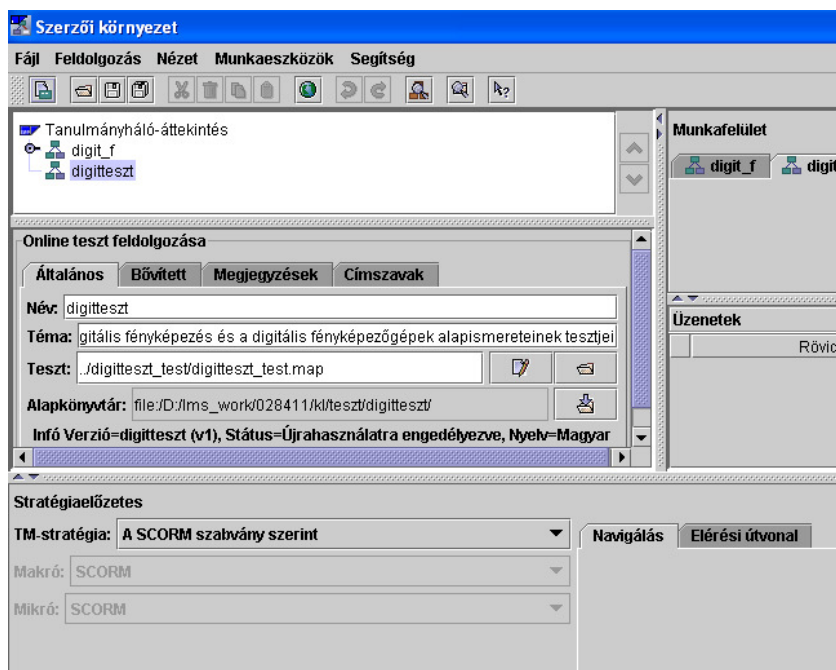 Szerzői környezet
Fájl Feldolgozás Nézet Munkaeszközök Segítség
Tanulmányháló-áttekintés
digit_f
digitteszt
Munkafelület
digit_f digit
Online teszt feldolgozása
Általános Bővített Megjegyzések Címszavak
Név: digitteszt
Téma: gitális fényképezés és a digitális fényképezőgépek alapismereteinek tesztjei
Teszt: ../digitteszt_test/digitteszt_test.map
Alapkönyvtár: file:/D:/lms_work/028411/kl/teszt/digitteszt/
Infó Verzió=digitteszt (v1), Státus=Újrahasználatra engedélyezve, Nyelv=Magyar
Üzenetek
Rövid
Stratégiaelőzetes
TM-stratégia: A SCORM szabvány szerint
Makró: SCORM
Mikró: SCORM
Navigálás Elérési útvonal